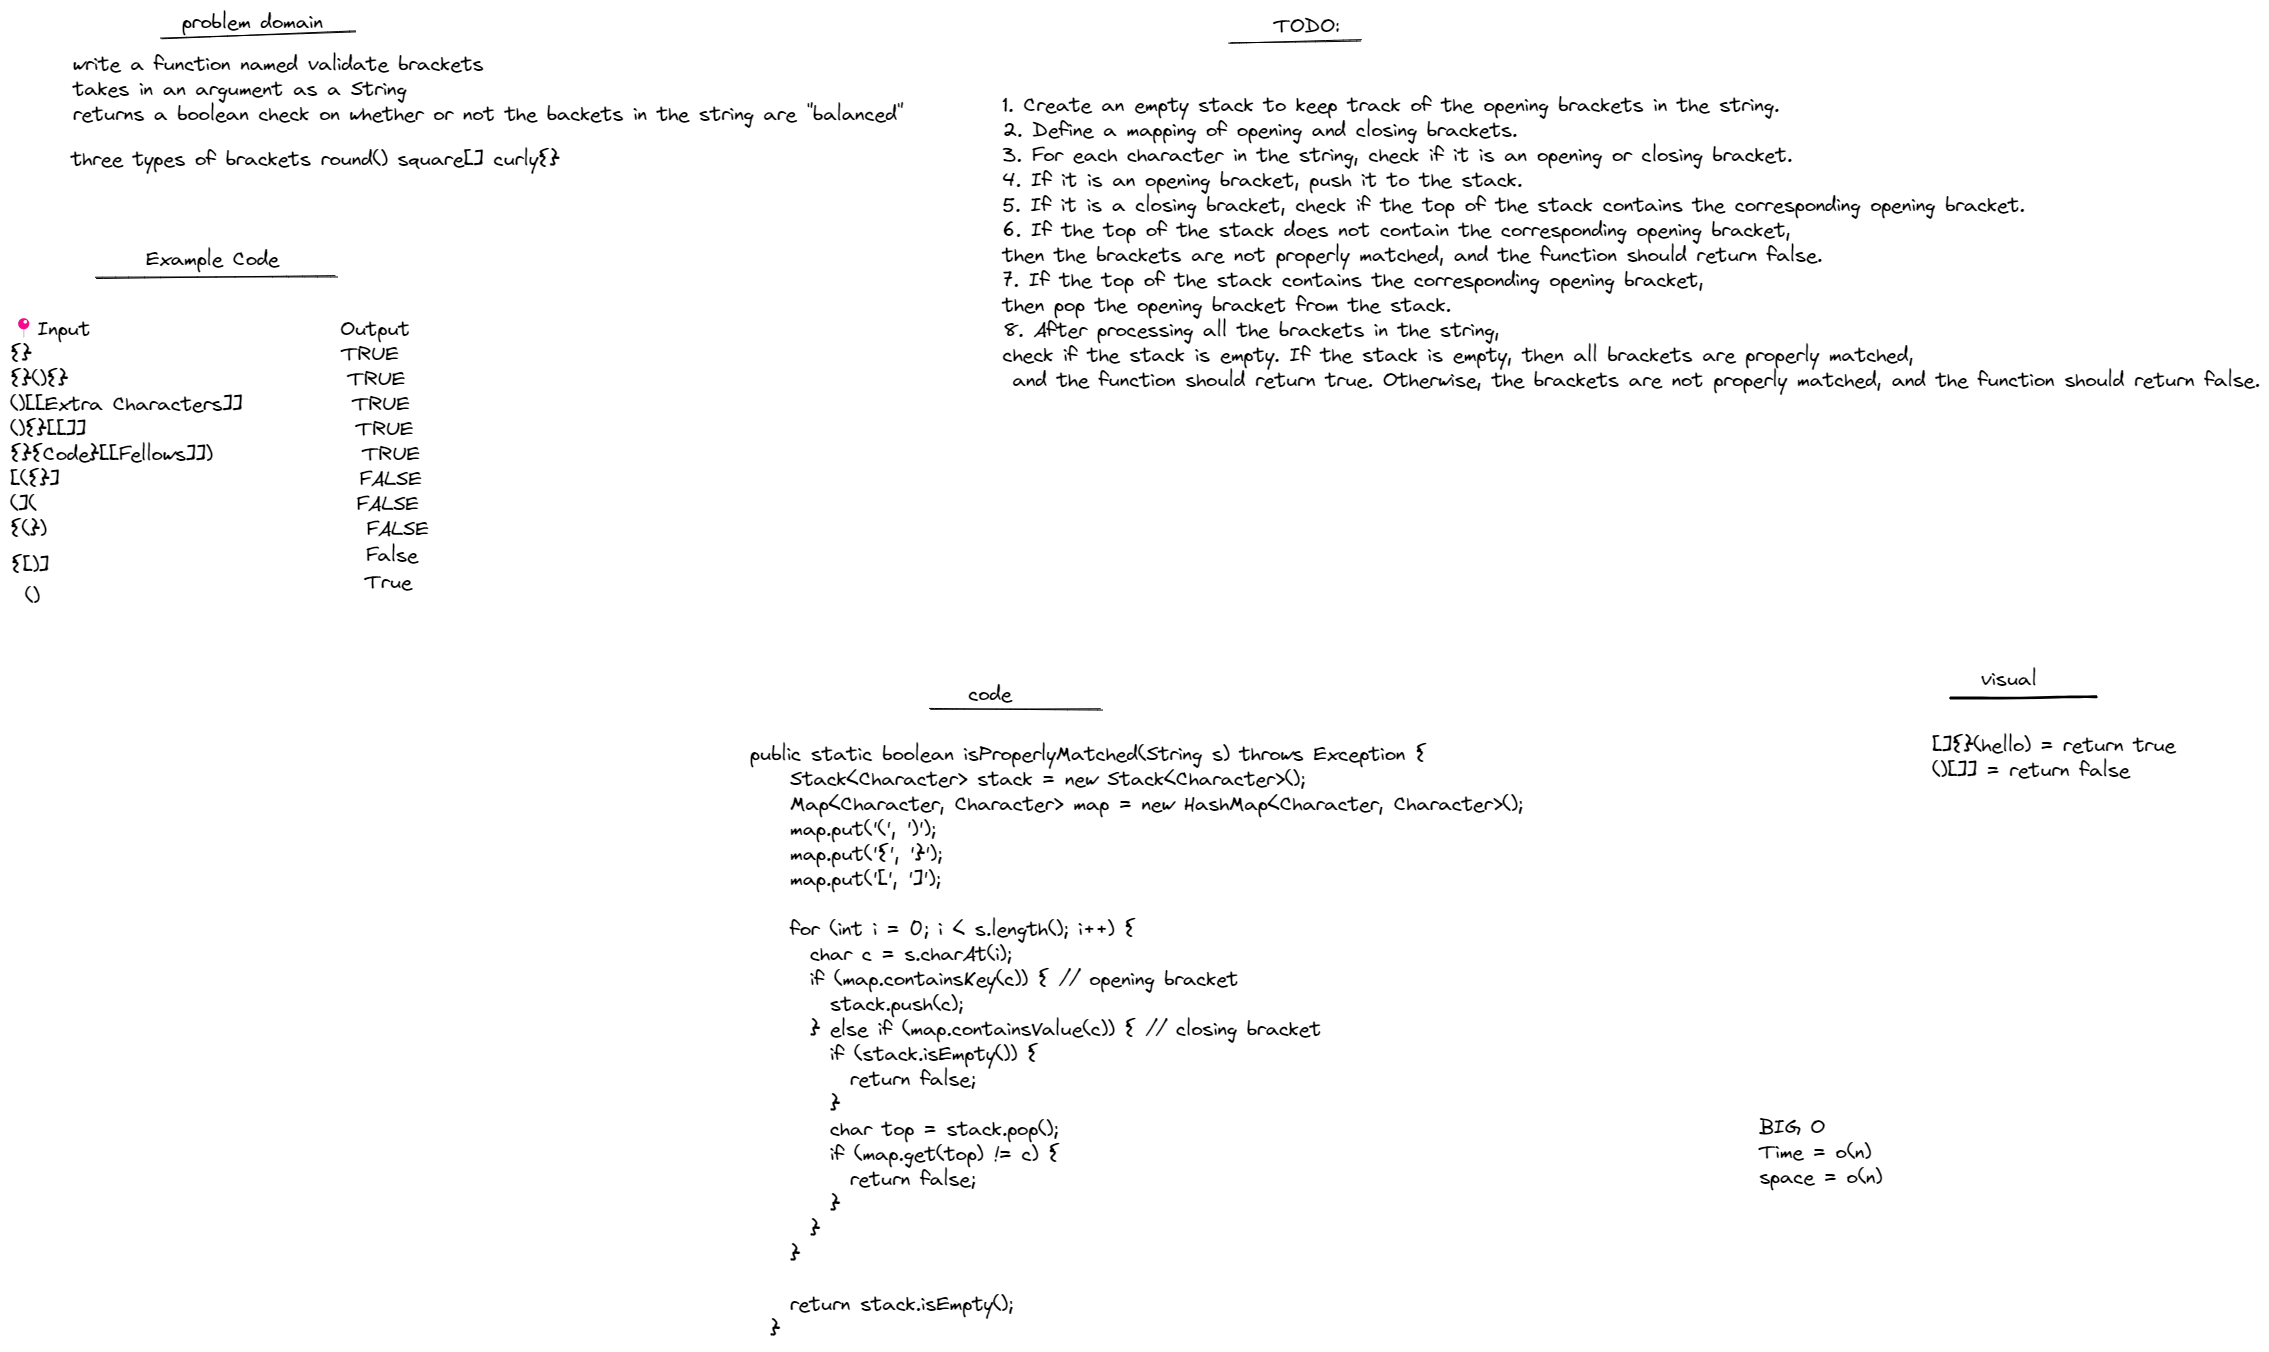 problem domain
write a function named validate brackets
takes in an argument as a String
returns a boolean check on whether or not the backets in the string are "balanced"
three types of brackets round() square[] curly{}
Example Code
Input Output
{} TRUE
{}(){} TRUE
()[[Extra Characters]] TRUE
(){}[[]] TRUE
{}{Code}[[Fellows]]) TRUE
[({}] FALSE
(]( FALSE
{(}) FALSE
{[)] False
() True
TODO:
1. Create an empty stack to keep track of the opening brackets in the string.
2. Define a mapping of opening and closing brackets.
3. For each character in the string, check if it is an opening or closing bracket.
4. If it is an opening bracket, push it to the stack.
5. If it is a closing bracket, check if the top of the stack contains the corresponding opening bracket.
6. If the top of the stack does not contain the corresponding opening bracket,
then the brackets are not properly matched, and the function should return false.
7. If the top of the stack contains the corresponding opening bracket,
then pop the opening bracket from the stack.
8. After processing all the brackets in the string,
check if the stack is empty. If the stack is empty, then all brackets are properly matched,
and the function should return true. Otherwise, the brackets are not properly matched, and the function should return false.
code
public static boolean isProperlyMatched(String s) throws Exception {
Stack<Character> stack = new Stack<Character>();
Map<Character, Character> map = new HashMap<Character, Character>();
map.put('(', ')');
map.put('{', '}');
map.put('[', ']');
for (int i = 0; i < s.length(); i++) {
char c = s.charAt(i);
if (map.containsKey(c)) { // opening bracket
stack.push(c);
} else if (map.containsValue(c)) { // closing bracket
if (stack.isEmpty()) {
return false;
}
char top = stack.pop();
if (map.get(top) != c) {
return false;
}
}
}
return stack.isEmpty();
}
visual
[]{}(hello) = return true
()[]] = return false
BIG O
Time = o(n)
space = o(n)